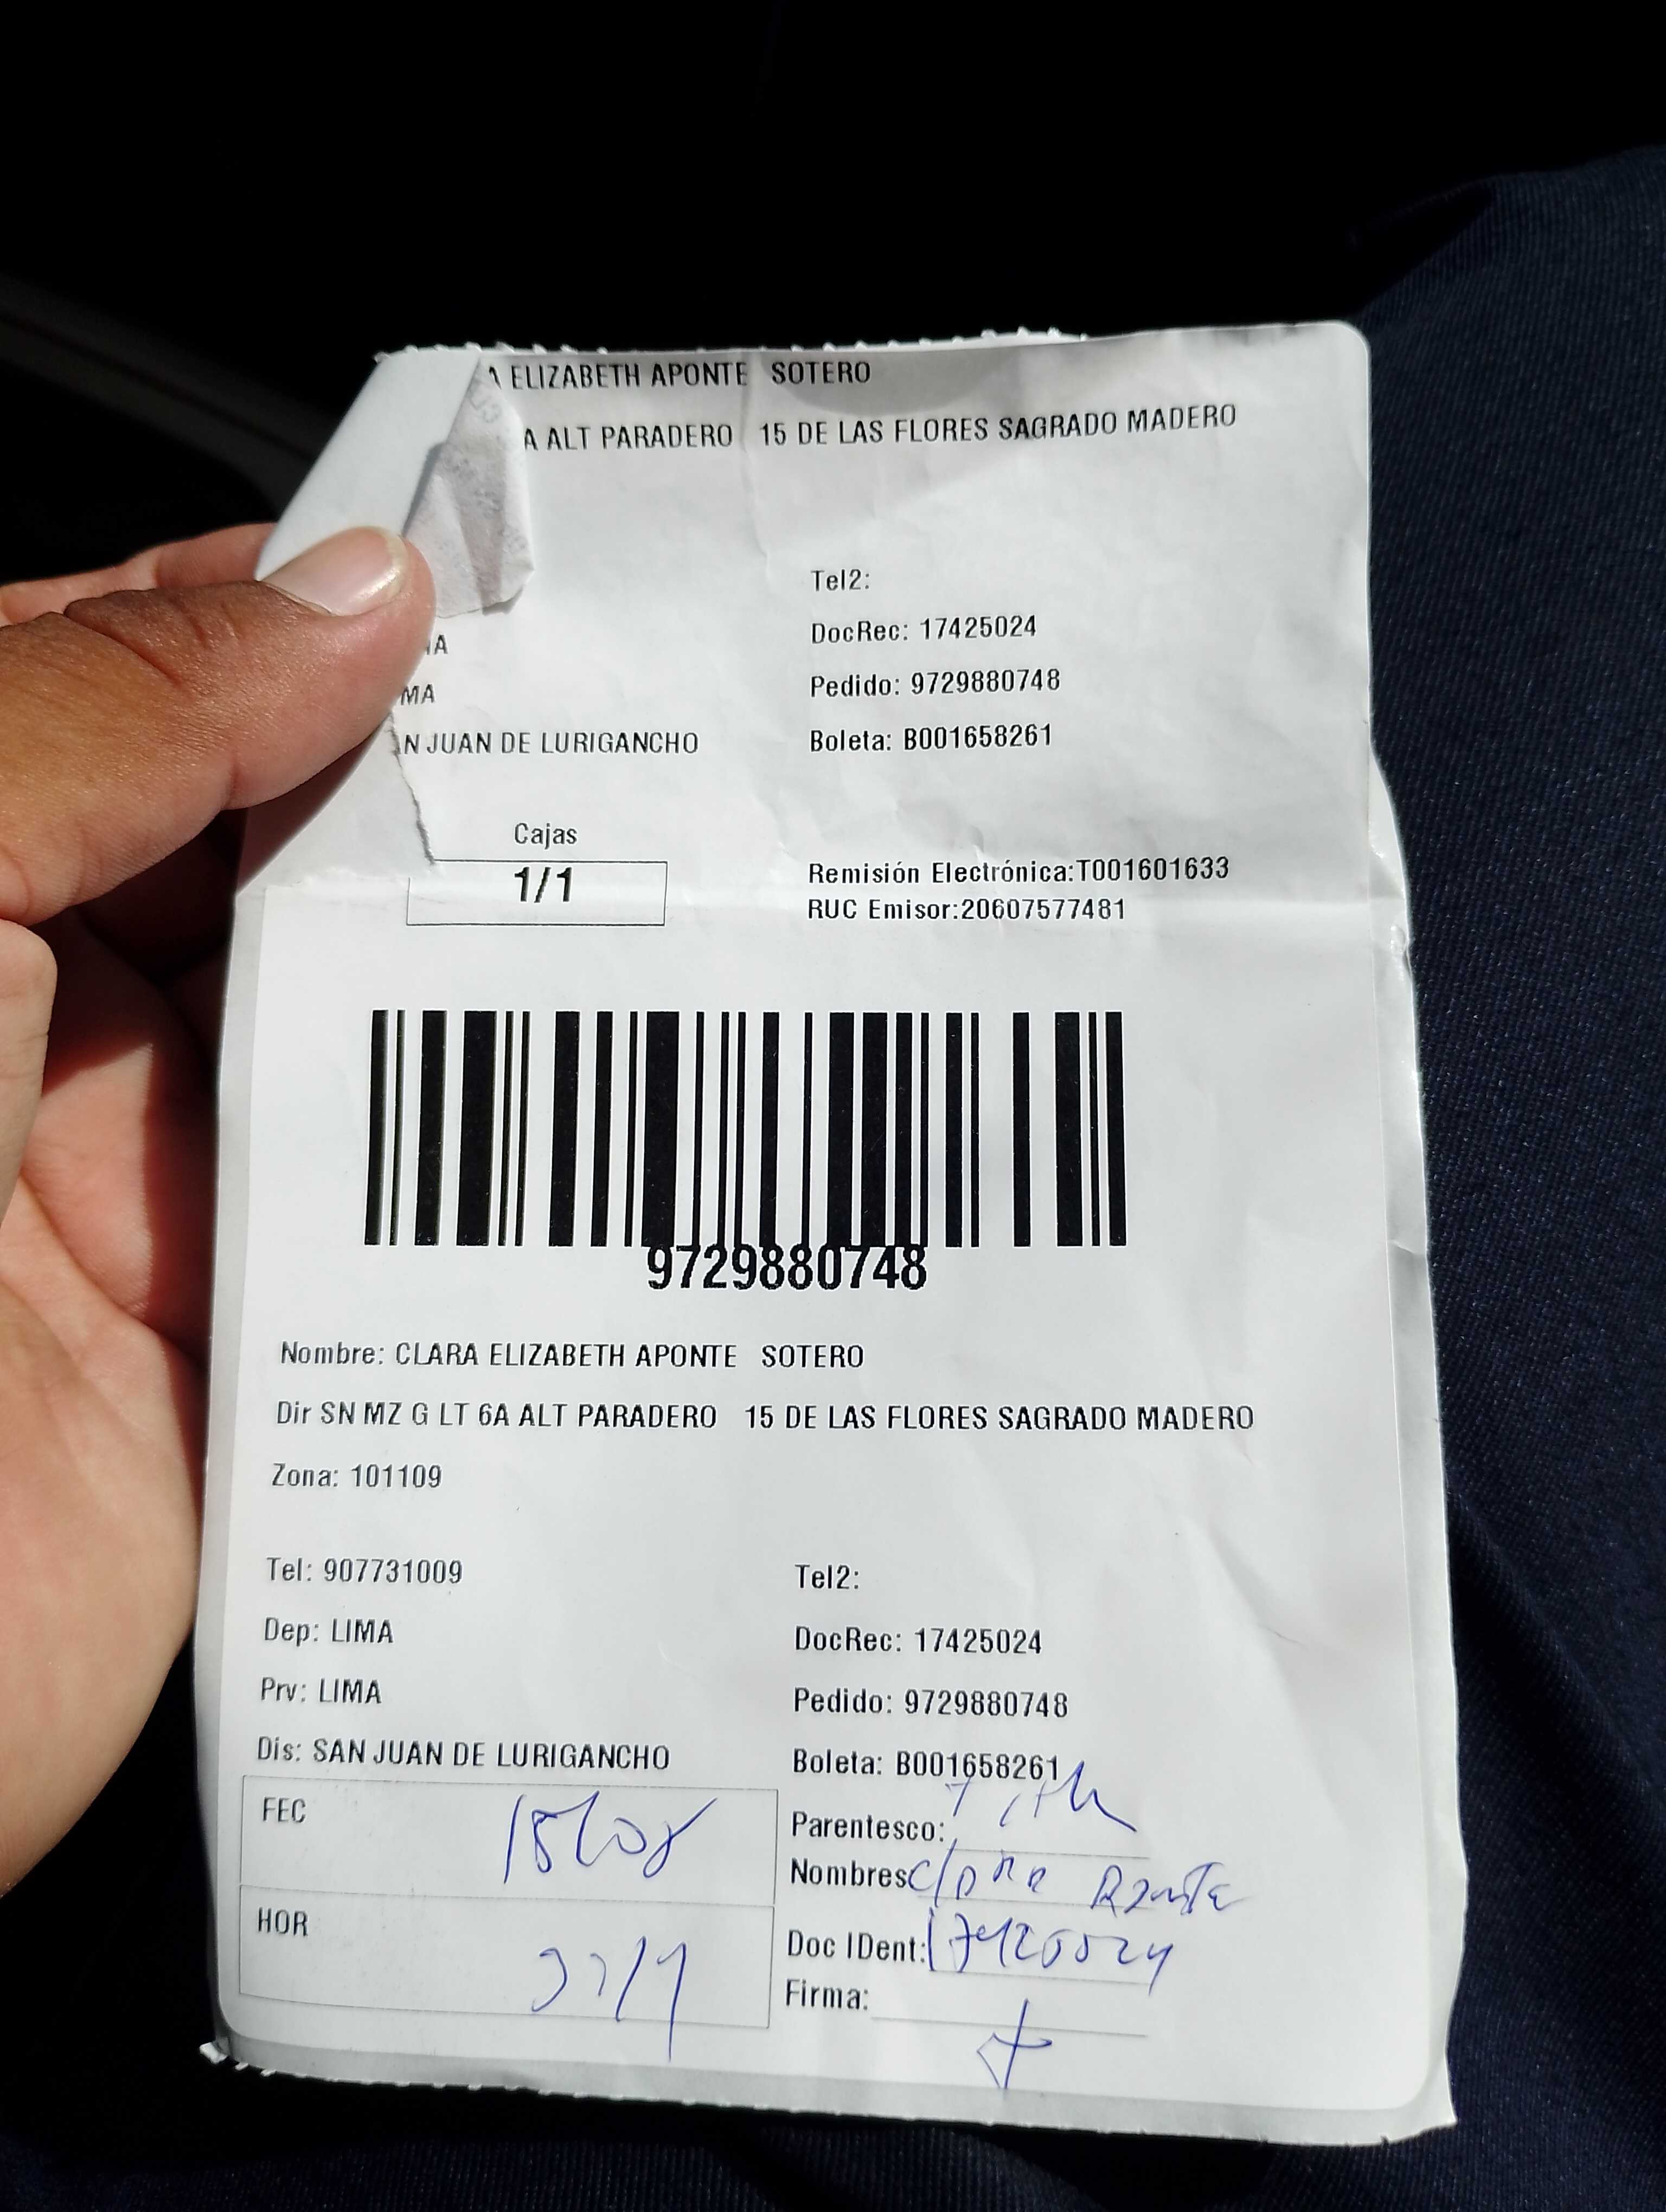 ELIZABETH APONTE SOTERO
A ALT PARADERO 15 DE LAS FLORES SAGRADO MADERO
Tel2:
DocRec: 17425024
Pedido: 9729880748
N JUAN DE LURIGANCHO
Boleta: B001658261
Cajas
1/1
Remisión Electrónica:T001601633
RUC Emisor:20607577481
9729880748
Nombre: CLARA ELIZABETH APONTE SOTERO
Dir SN MZ G LT 6A ALT PARADERO 15 DE LAS FLORES SAGRADO MADERO
Zona: 101109
Tel: 907731009
Tel2:
Dep: LIMA
DocRec: 17425024
Prv: LIMA
Pedido: 9729880748
Dis: SAN JUAN DE LURIGANCHO
Boleta: B001658261
FEC 15/08
Parentesco:
Nombres
HOR
Doc IDent: 17425024
Firma: